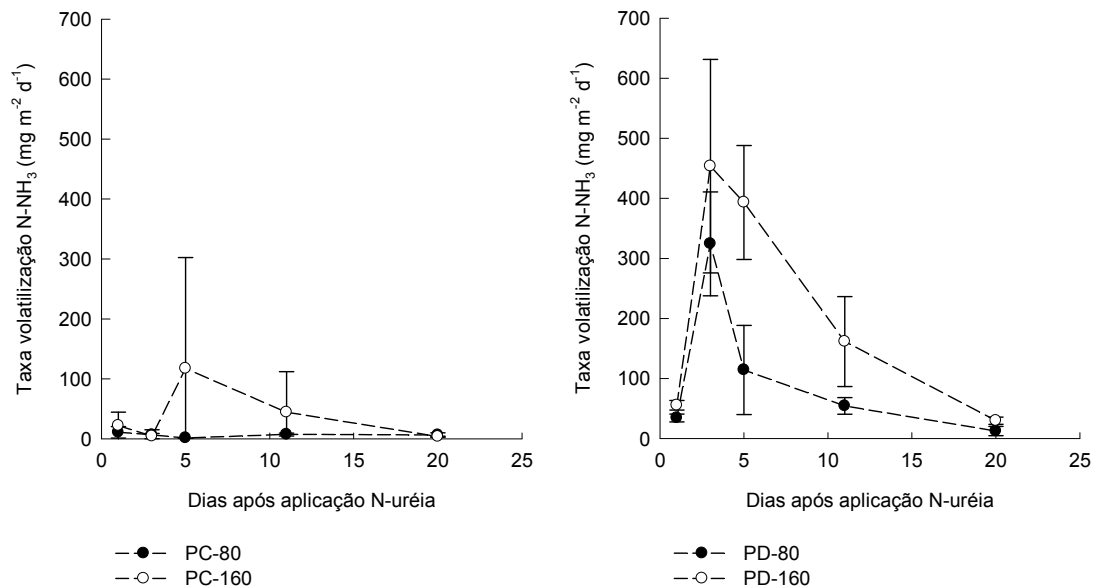 Taxa volatilização N-NH3 (mg m-2 d-1)
700
600
500
400
300
200
100
0
0 5 10 15 20 25
Dias após aplicação N-uréia
PC-80
PC-160
Taxa volatilização N-NH3 (mg m-2 d-1)
700
600
500
400
300
200
100
0
0 5 10 15 20 25
Dias após aplicação N-uréia
PD-80
PD-160